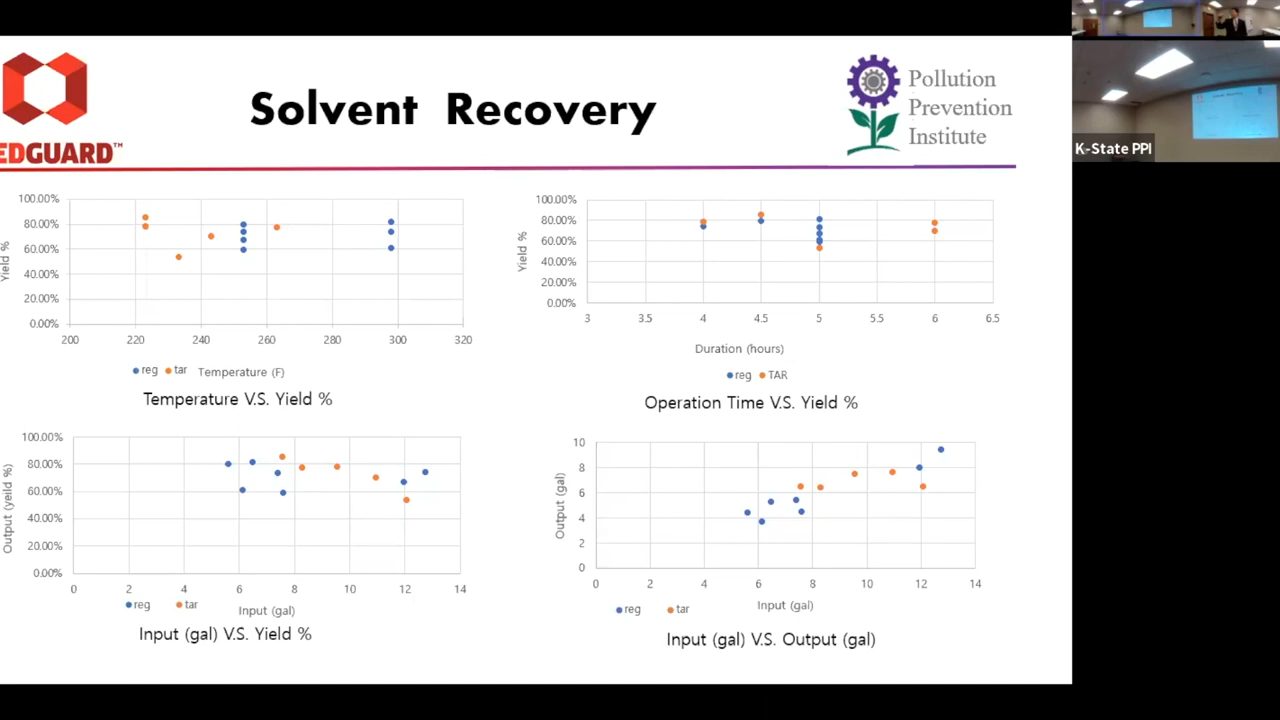 Solvent Recovery
EDGUARD™
Pollution
Prevention
Institute
K-State PPI
100.00%
80.00%
60.00%
40.00%
20.00%
0.00%
Yield %
200 220 240 260 280 300 320
reg tar Temperature (F)
Temperature V.S. Yield %
100.00%
80.00%
60.00%
40.00%
20.00%
0.00%
Yield %
3 3.5 4 4.5 5 5.5 6 6.5
Duration (hours)
reg TAR
Operation Time V.S. Yield %
100.00%
80.00%
60.00%
40.00%
20.00%
0.00%
Output (yeild %)
0 2 4 6 8 10 12 14
reg tar Input (gal)
Input (gal) V.S. Yield %
10
8
6
4
2
0
Output (gal)
0 2 4 6 8 10 12 14
reg tar Input (gal)
Input (gal) V.S. Output (gal)